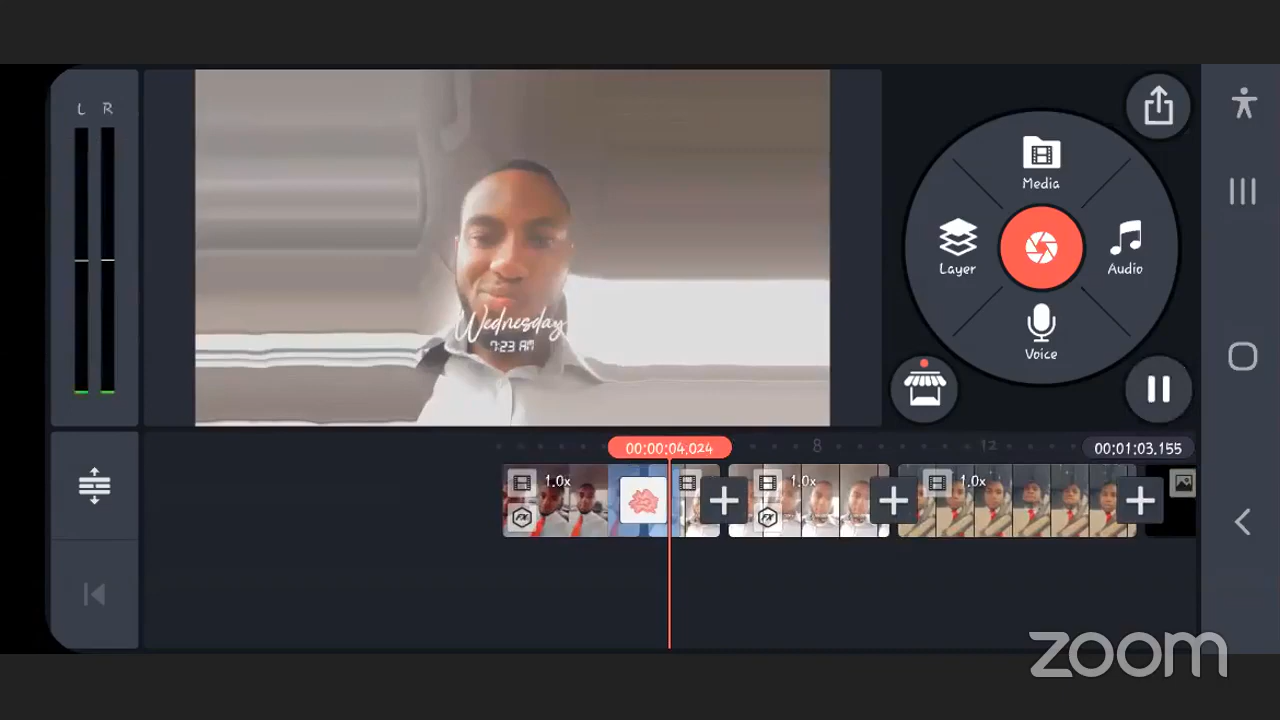 L R
Media
Layer
Audio
Voice
Wednesday
7:23 AM
00:00:04.024
8
12
00:01:03.155
1.0x
1.0x
1.0x
zoom